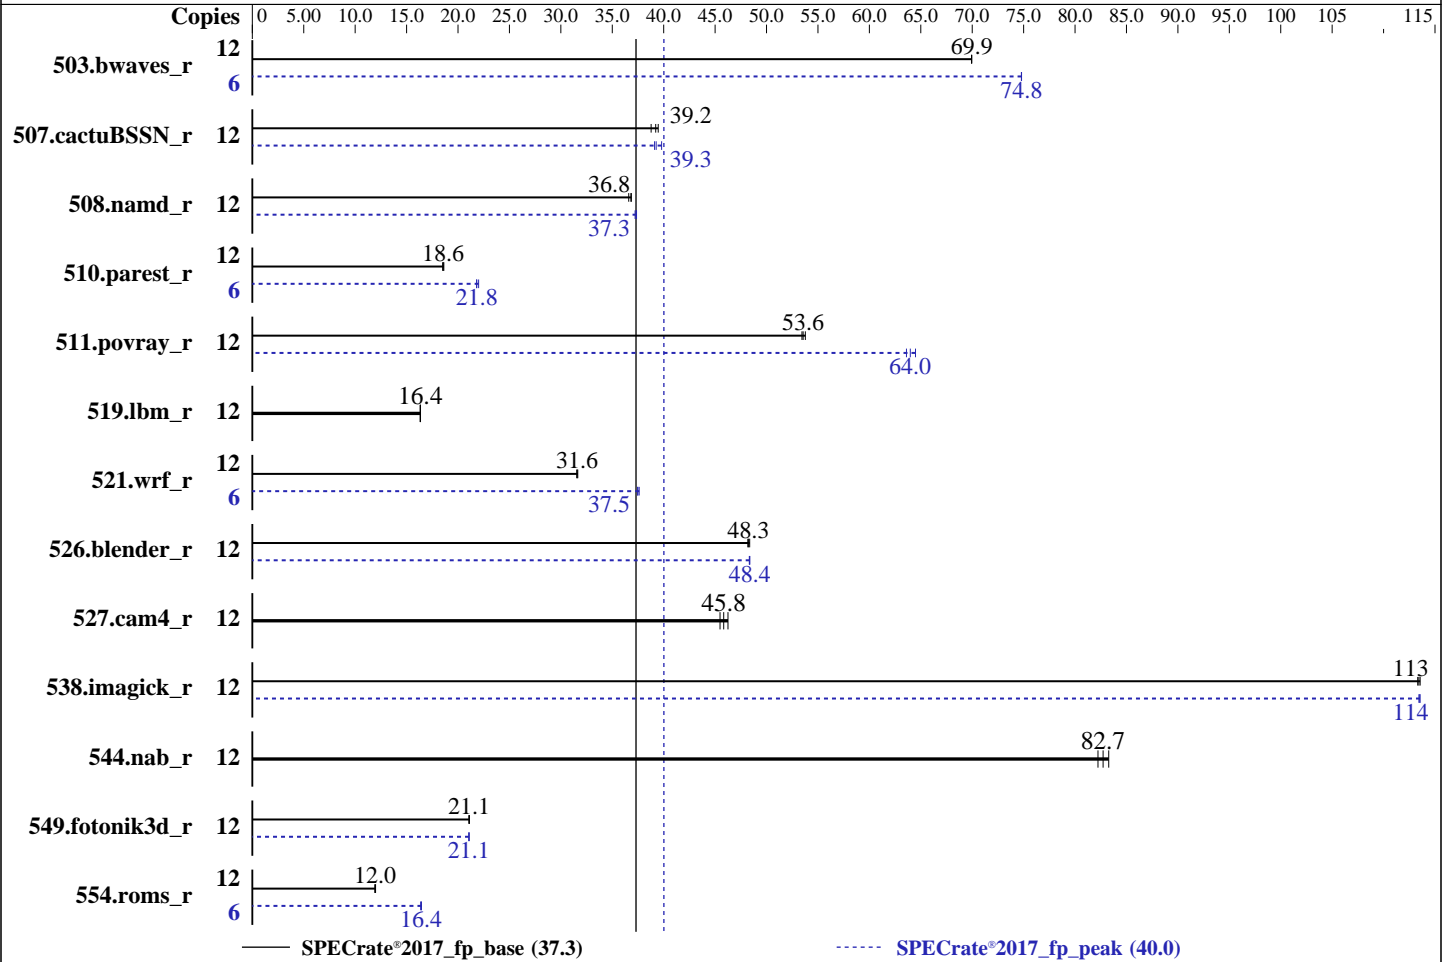 Copies 0 5.00 10.0 15.0 20.0 25.0 30.0 35.0 40.0 45.0 50.0 55.0 60.0 65.0 70.0 75.0 80.0 85.0 90.0 95.0 100 105 115
503.bwaves_r 12 69.9
6 74.8
507.cactuBSSN_r 12 39.2
39.3
508.namd_r 12 36.8
37.3
510.parest_r 12 18.6
6 21.8
511.povray_r 12 53.6
64.0
519.lbm_r 12 16.4
521.wrf_r 12 31.6
6 37.5
526.blender_r 12 48.3
48.4
527.cam4_r 12 45.8
538.imagick_r 12 113
114
544.nab_r 12 82.7
549.fotonik3d_r 12 21.1
21.1
554.roms_r 12 12.0
6 16.4
SPECrate®2017_fp_base (37.3) SPECrate®2017_fp_peak (40.0)